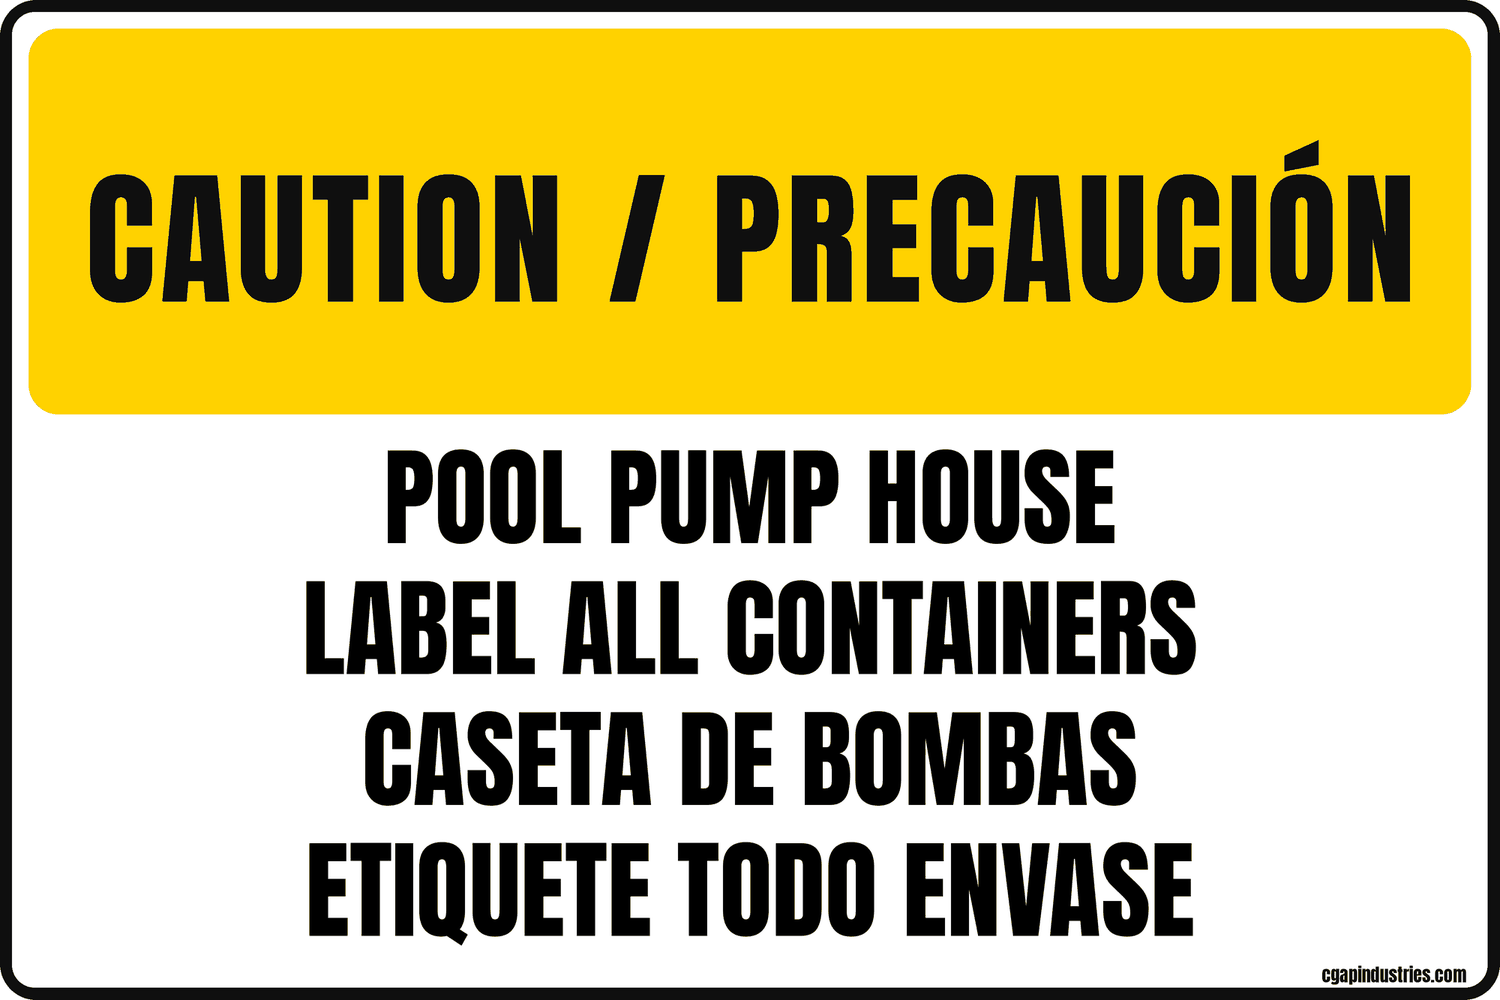 CAUTION / PRECAUCIÓN
POOL PUMP HOUSE
LABEL ALL CONTAINERS
CASETA DE BOMBAS
ETIQUETE TODO ENVASE
cgapindustries.com